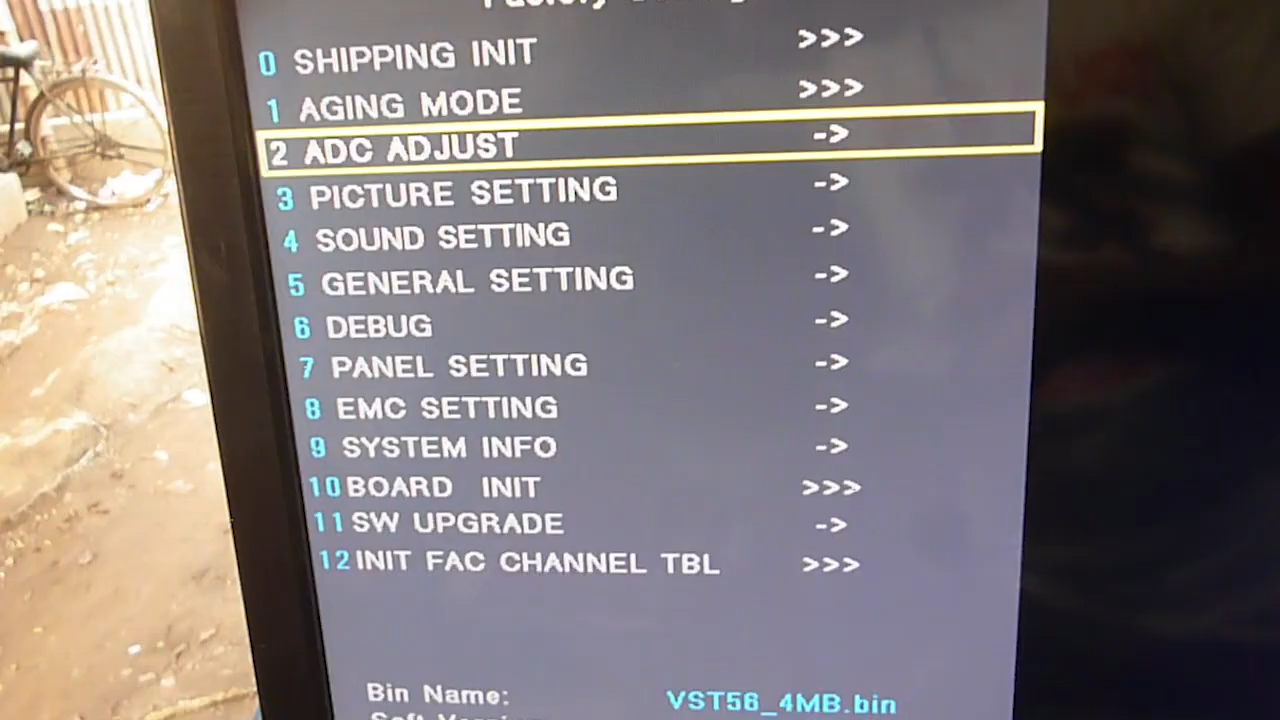 Factory
0 SHIPPING INIT >>>
1 AGING MODE >>>
2 ADC ADJUST ->
3 PICTURE SETTING ->
4 SOUND SETTING ->
5 GENERAL SETTING ->
6 DEBUG ->
7 PANEL SETTING ->
8 EMC SETTING ->
9 SYSTEM INFO ->
10 BOARD INIT >>>
11 SW UPGRADE ->
12 INIT FAC CHANNEL TBL >>>
Bin Name: VST56_4MB.bin
Soft